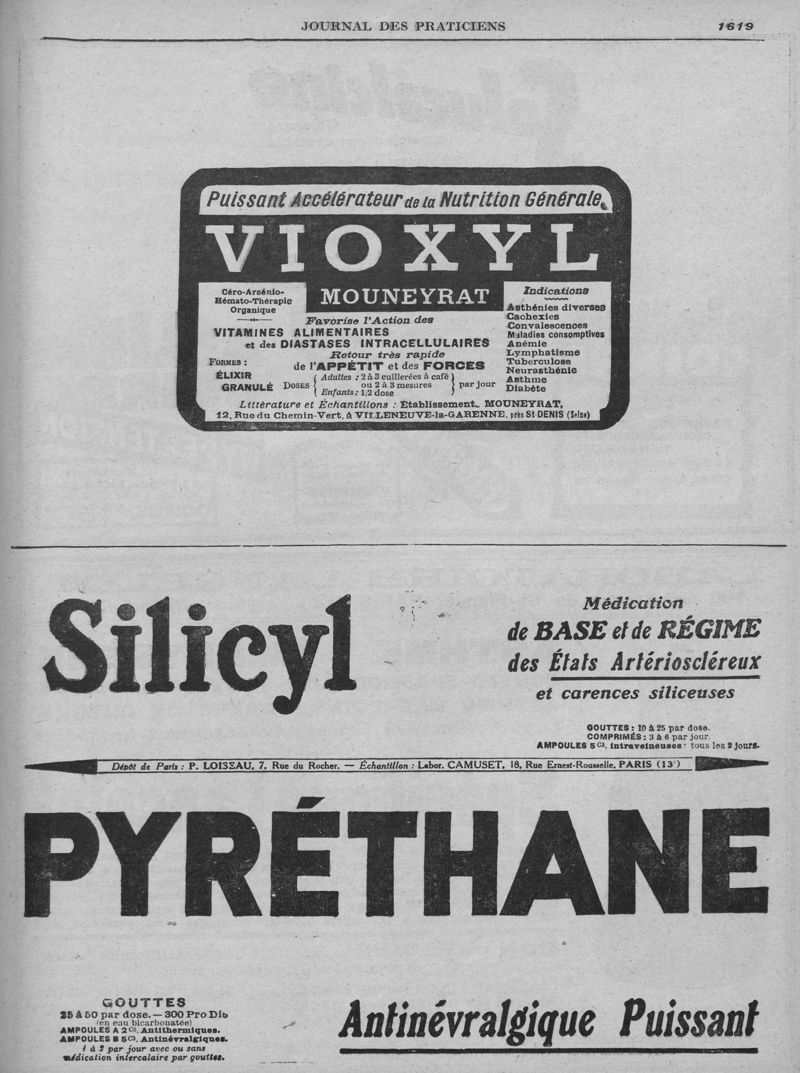 JOURNAL DES PRATICIENS
1619
Puissant Accélérateur de la Nutrition Générale
VIOXYL
MOUNEYRAT
Céro-Arsénio-
Hémato-Thérapie
Organique
Favorise l'Action des
VITAMINES ALIMENTAIRES
et des DIASTASES INTRACELLULAIRES
Retour très rapide
de l'APPÉTIT et des FORCES
FORMES :
ÉLIXIR
GRANULÉ
DOSES
Adultes : 2 à 3 cuillerées à café
ou 2 à 3 mesures
Enfants : 1/2 dose
par jour
Indications
Asthénies diverses
Cachexies
Convalescences
Maladies consomptives
Anémie
Lymphatisme
Tuberculose
Neurasthénie
Asthme
Diabète
Littérature et Échantillons : Établissement MOUNEYRAT,
12, Rue du Chemin-Vert, à VILLENEUVE-la-GARENNE, près St-DENIS (Seine)
Silicyl
Médication
de BASE et de RÉGIME
des États Artérioscléreux
et carences siliceuses
GOUTTES : 10 à 25 par dose.
COMPRIMÉS : 3 à 6 par jour.
AMPOULES 5 c3. intraveineuses : tous les 2 jours.
Dépôt de Paris : P. LOISEAU, 7, Rue du Rocher. — Échantillon : Labor. CAMUSET, 18, Rue Ernest-Rousselle, PARIS (13e)
PYRÉTHANE
GOUTTES
25 à 50 par dose. — 300 Pro Die
(en eau bicarbonatée)
AMPOULES A 2 c3. Antithermiques.
AMPOULES B 5 c3. Antinévralgiques.
1 à 2 par jour avec ou sans
médication intercalaire par gouttes.
Antinévralgique Puissant